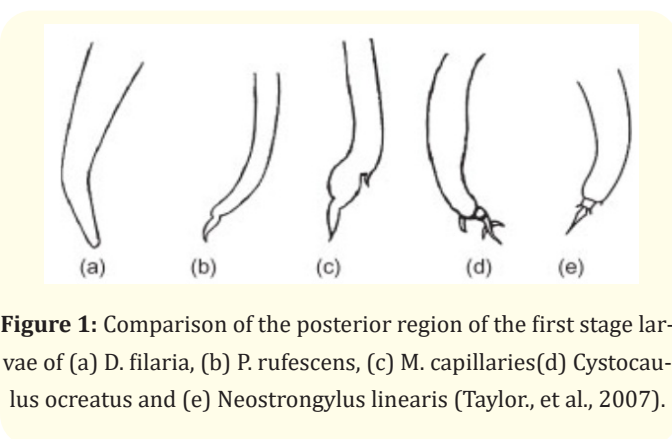 (a) (b) (c) (d) (e)
Figure 1: Comparison of the posterior region of the first stage lar-
vae of (a) D. filaria, (b) P. rufescens, (c) M. capillaries(d) Cystocau-
lus ocreatus and (e) Neostrongylus linearis (Taylor., et al., 2007).